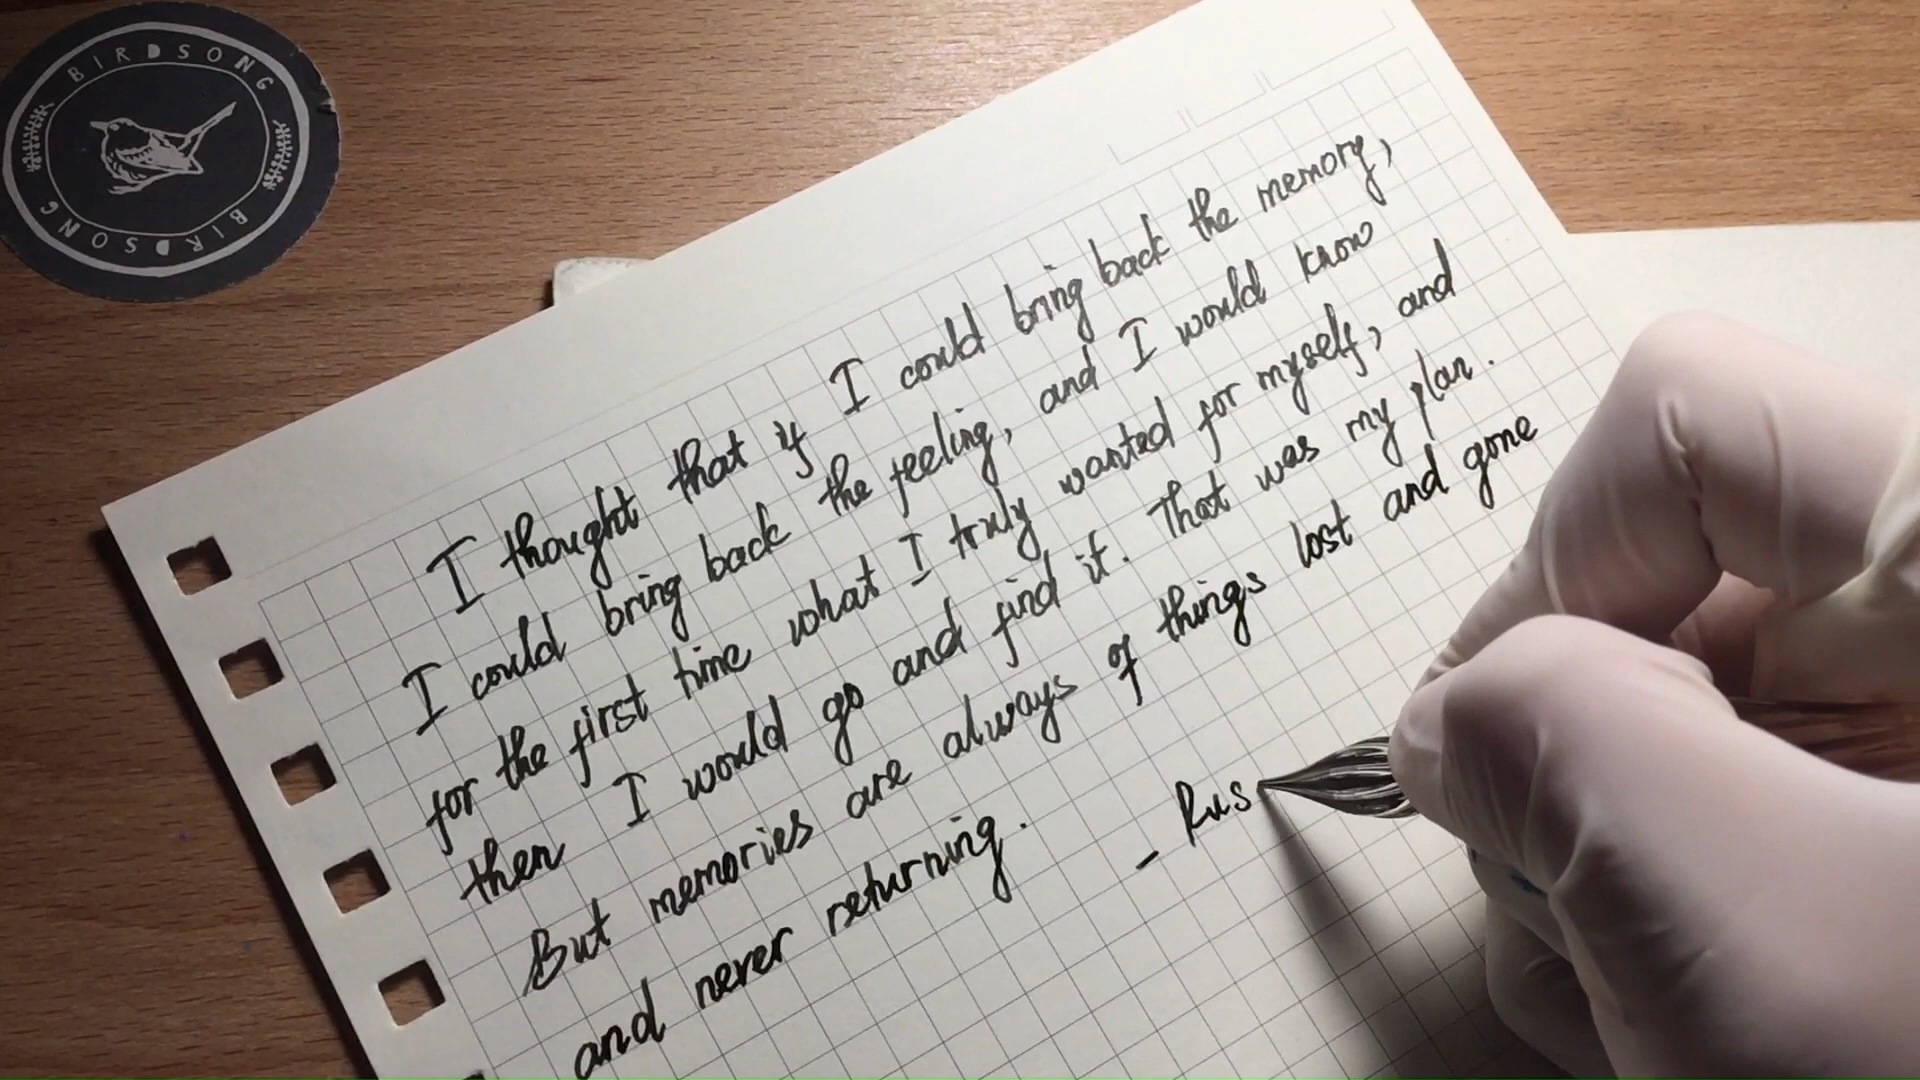 BIRDSONG
BIRDSONG
I thought that if I could bring back the memory,
I could bring back the feeling, and I would know
for the first time what I truly wanted for myself, and
then I would go and find it. That was my plan.
But memories are always of things lost and gone
and never returning.
- Rus